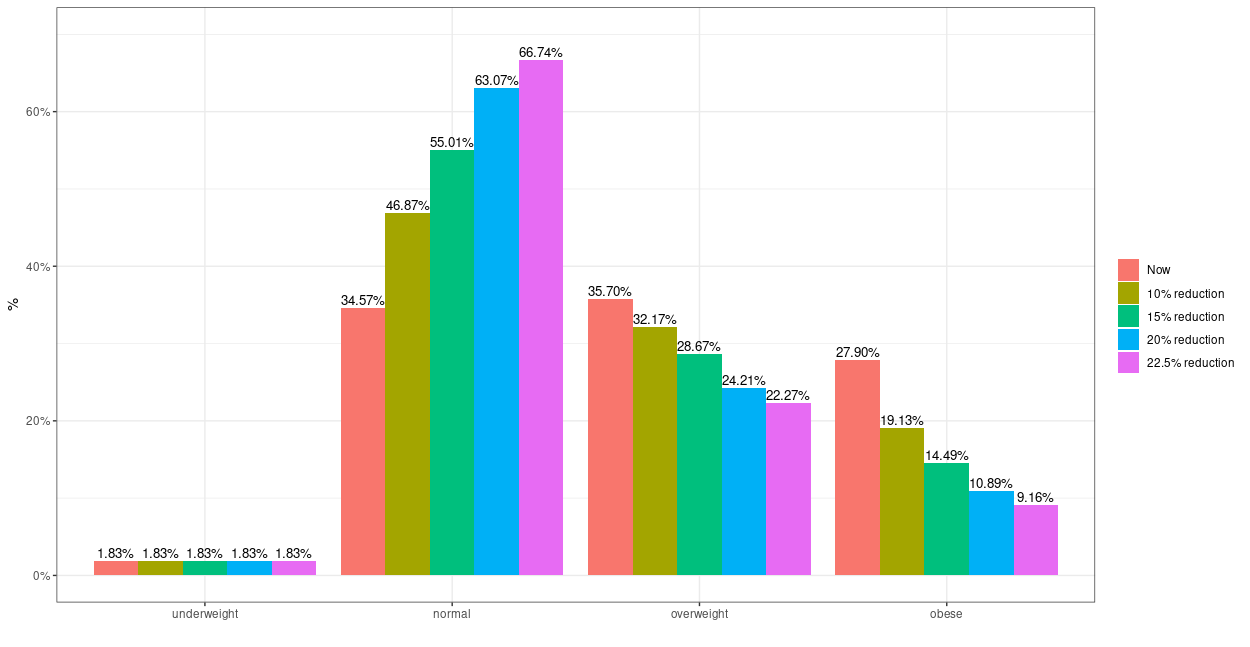 %
60%
40%
20%
0%
1.83% 1.83% 1.83% 1.83% 1.83%
34.57% 46.87% 55.01% 63.07% 66.74%
35.70% 32.17% 28.67% 24.21% 22.27%
27.90% 19.13% 14.49% 10.89% 9.16%
underweight normal overweight obese
Now
10% reduction
15% reduction
20% reduction
22.5% reduction